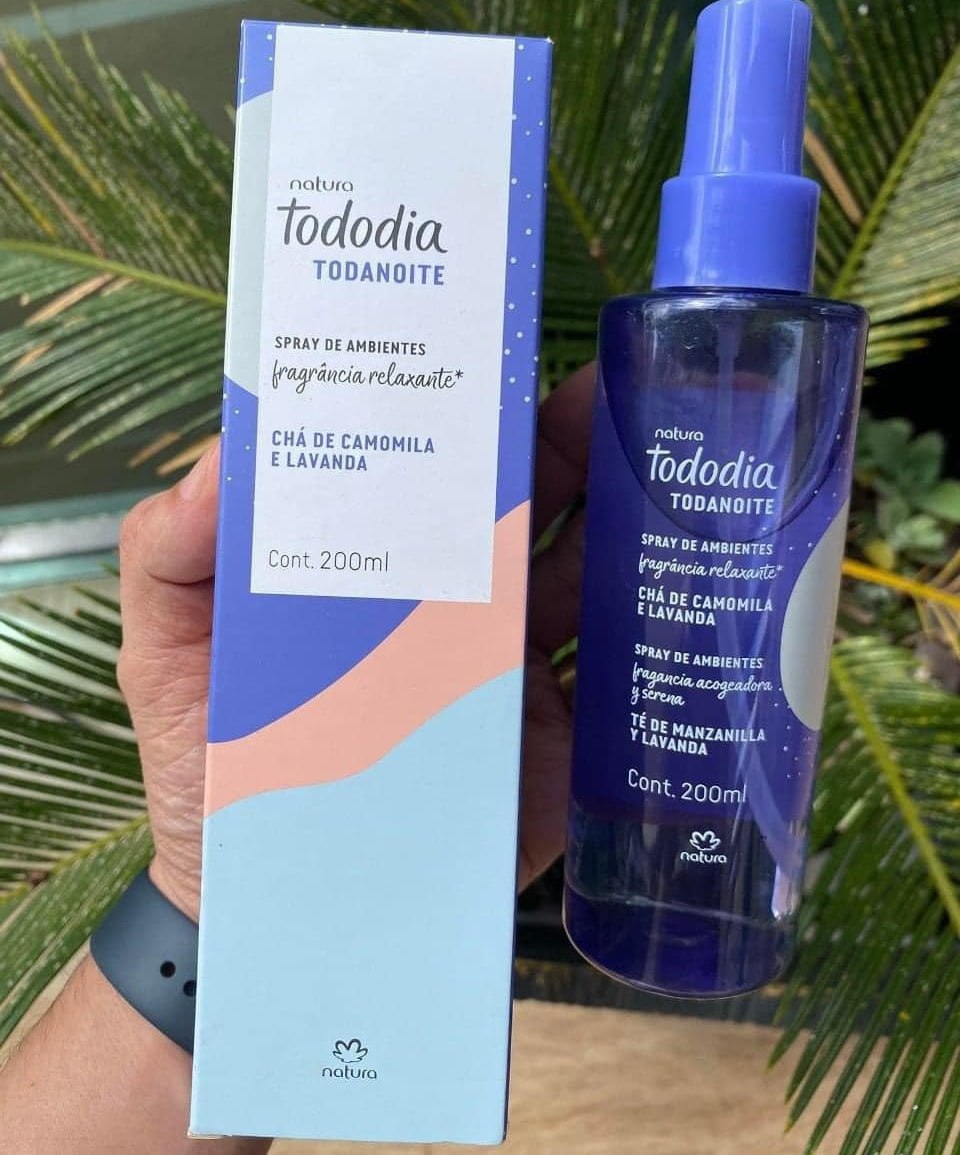 natura
tododia
TODANOITE
SPRAY DE AMBIENTES
fragrância relaxante*
CHÁ DE CAMOMILA
E LAVANDA
Cont. 200ml
natura
natura
tododia
TODANOITE
SPRAY DE AMBIENTES
fragrância relaxante*
CHÁ DE CAMOMILA
E LAVANDA
SPRAY DE AMBIENTES
fragancia acogeadora
y serena
TÉ DE MANZANILLA
Y LAVANDA
Cont. 200ml
natura